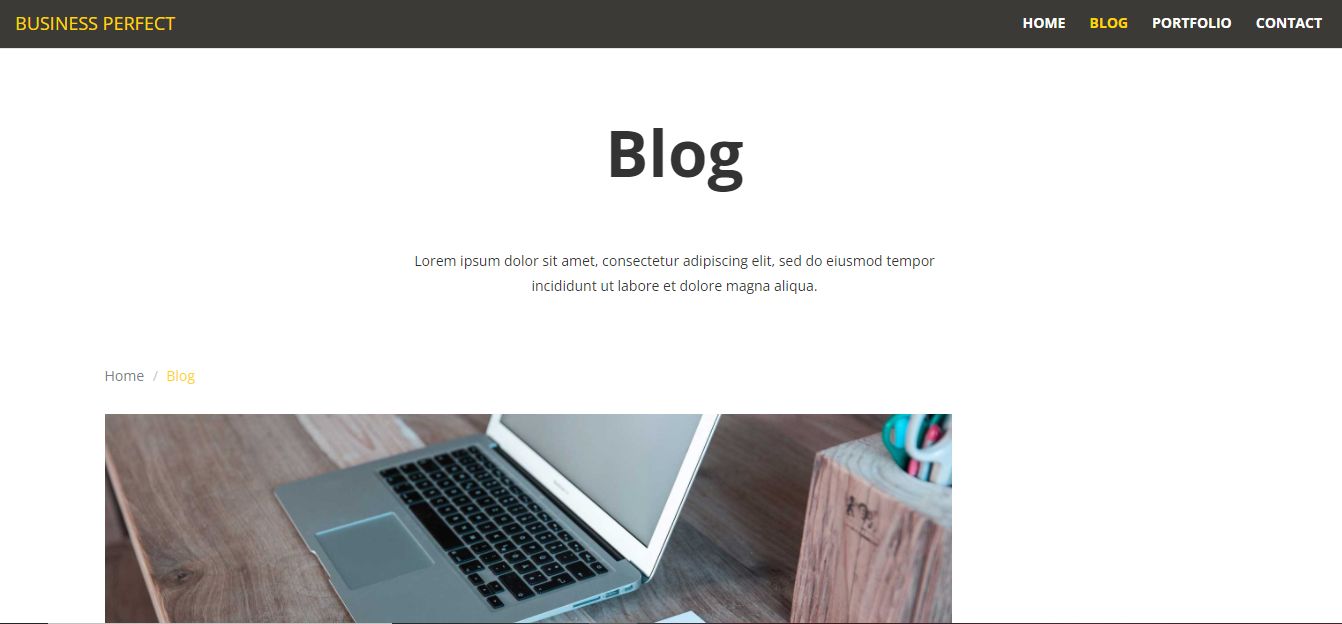 BUSINESS PERFECT
HOME BLOG PORTFOLIO CONTACT
Blog
Lorem ipsum dolor sit amet, consectetur adipiscing elit, sed do eiusmod tempor
incididunt ut labore et dolore magna aliqua.
Home / Blog